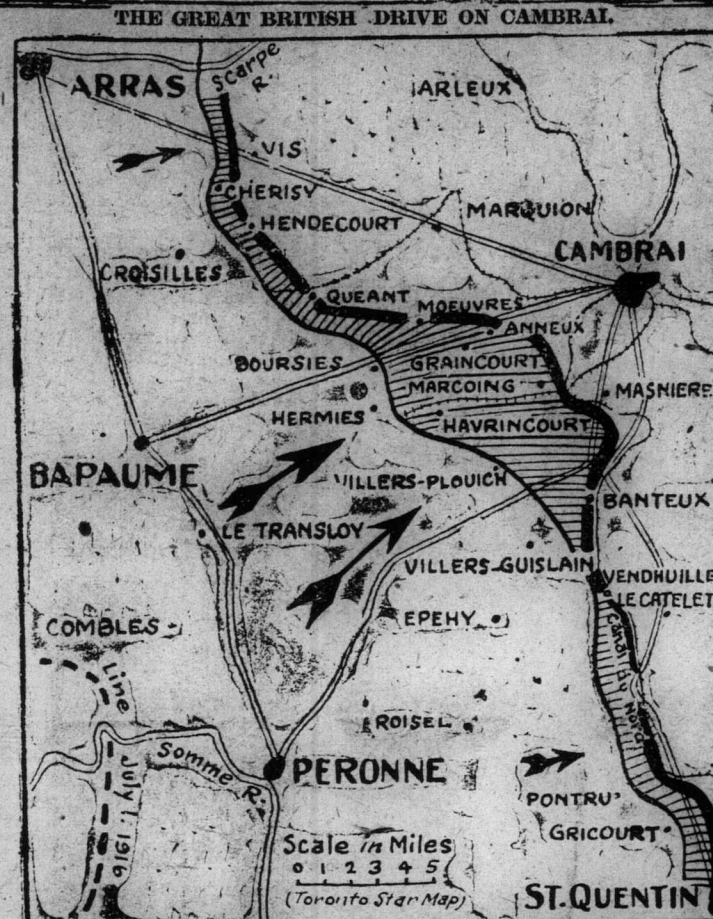 THE GREAT BRITISH DRIVE ON CAMBRAI.
Scarpe
R.
ARRAS
ARLEUX
VIS
CHERISY
MARQUION
HENDECOURT
CAMBRAI
CROISILLES
QUEANT
MOEUVRES
ANNEUX
BOURSIES
GRAINCOURT
MARCOING
MASNIERE
HERMIES
HAVRINCOURT
BAPAUME
VILLERS-PLOUICH
BANTEUX
LE TRANSLOY
VILLERS-GUISLAIN
VENDHUILLE
LE CATELET
COMBLES
EPEHY
Canal du Nord
Line
ROISEL
Somme R.
PERONNE
July 1. 1916
PONTRU
GRICOURT
Scale in Miles
0 1 2 3 4 5
(Toronto Star Map)
ST. QUENTIN